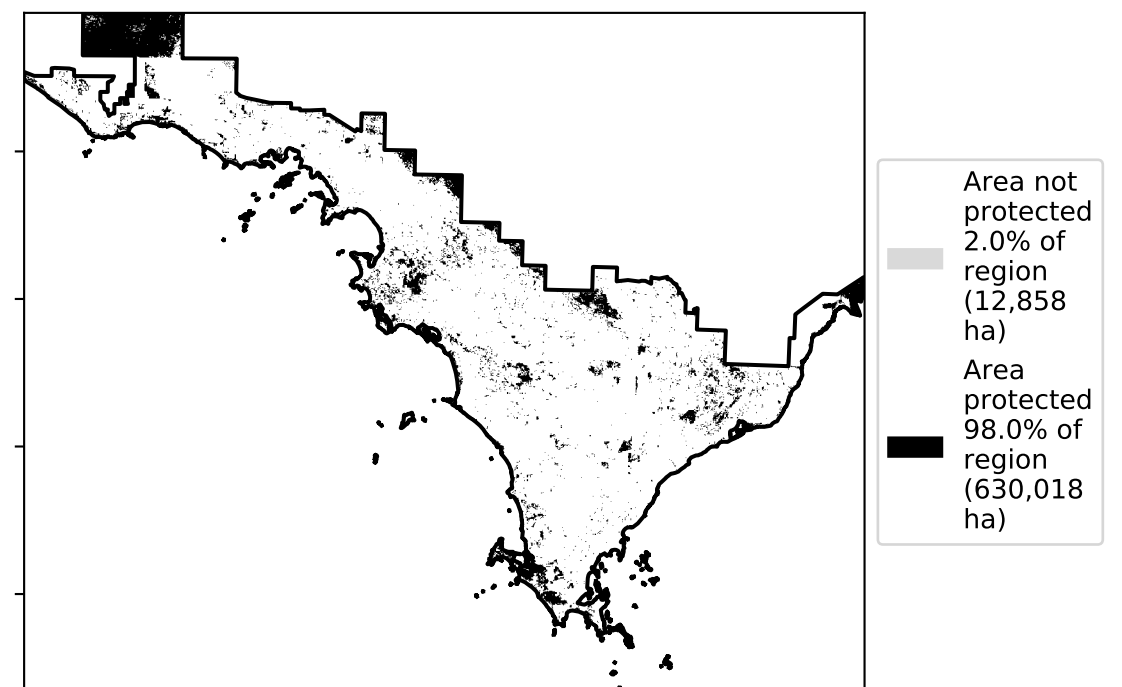 Area not
protected
2.0% of
region
(12,858
ha)
Area
protected
98.0% of
region
(630,018
ha)